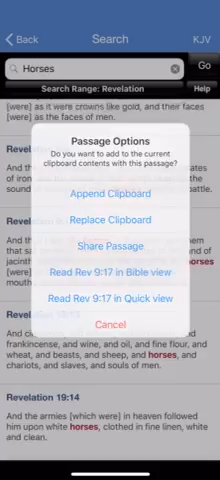 Back
Search
KJV
Horses
Go
Search Range: Revelation
Help
[were] as it were crowns like gold, and their faces
[were] as the faces of men.
Passage Options
Do you want to add to the current
clipboard contents with this passage?
Append Clipboard
Replace Clipboard
Share Passage
Read Rev 9:17 in Bible view
Read Rev 9:17 in Quick view
Cancel
And
frankincense, and wine, and oil, and fine flour, and
wheat, and beasts, and sheep, and horses, and
chariots, and slaves, and souls of men.
Revelation 19:14
And the armies [which were] in heaven followed
him upon white horses, clothed in fine linen, white
and clean.